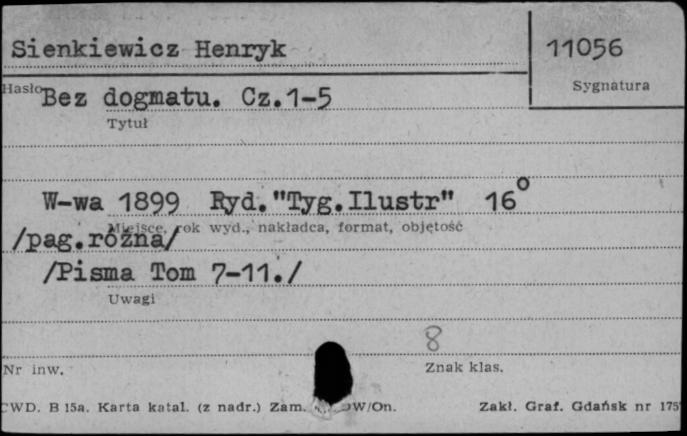 Sienkiewicz Henryk
11056
Sygnatura
Hasło
Bez dogmatu. Cz.1-5
Tytuł
W-wa 1899 Ryd."Tyg.Ilustr" 16°
Miejsce, rok wyd., nakładca, format, objętość
/pag.różna/
/Pisma Tom 7-11./
Uwagi
8
Nr inw.
Znak klas.
CWD. B 15a. Karta katal. (z nadr.) Zam. W/On.
Zakł. Graf. Gdańsk nr 175